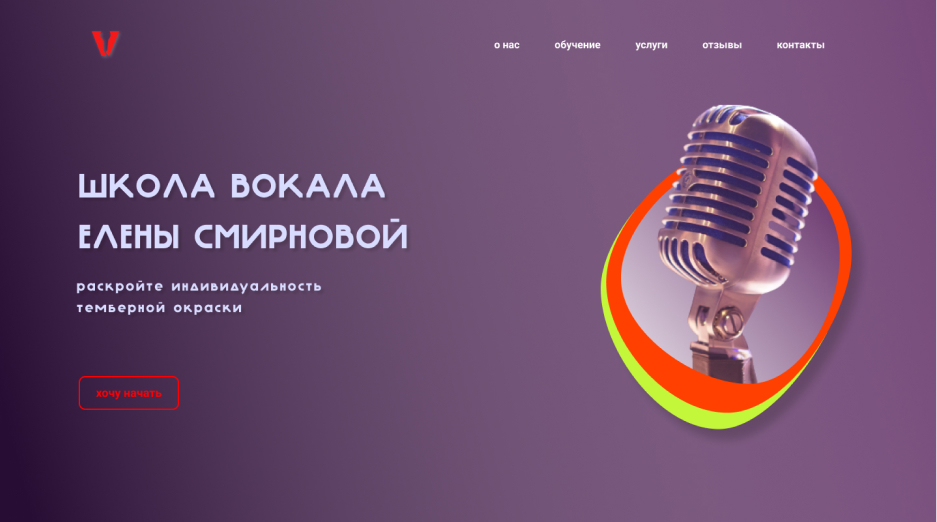 V
о нас
обучение
услуги
отзывы
контакты
ШКОЛА ВОКАЛА
ЕЛЕНЫ СМИРНОВОЙ
раскройте индивидуальность
темберной окраски
хочу начать